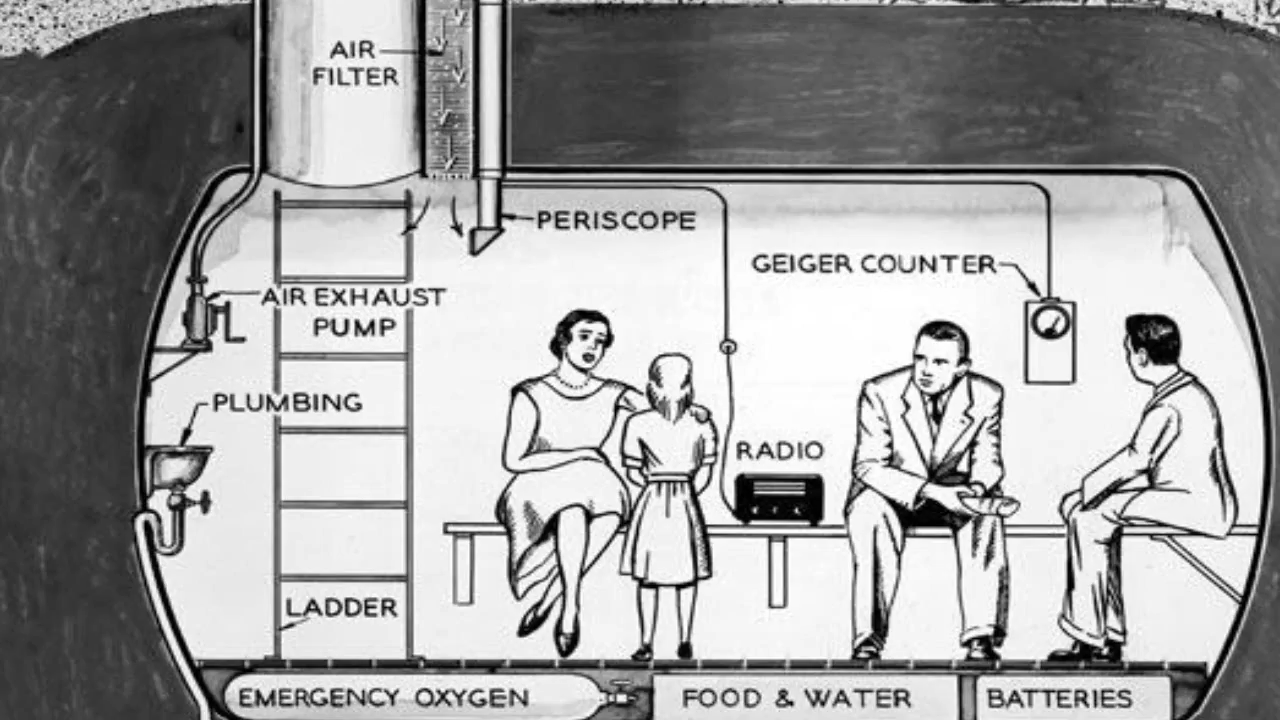 AIR
FILTER
PERISCOPE
GEIGER COUNTER
AIR EXHAUST
PUMP
PLUMBING
RADIO
LADDER
EMERGENCY OXYGEN
FOOD & WATER
BATTERIES